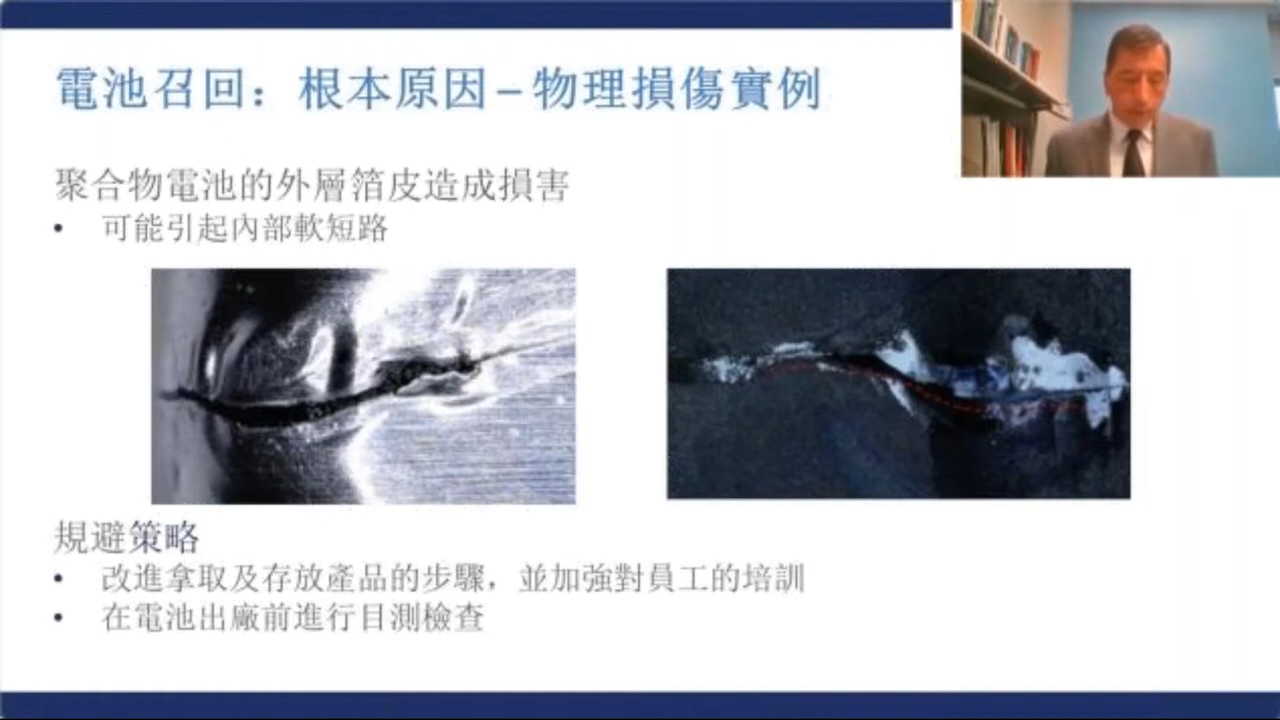 電池召回：根本原因 – 物理損傷實例
聚合物電池的外層箔皮造成損害
• 可能引起內部軟短路
規避策略
• 改進拿取及存放產品的步驟，並加強對員工的培訓
• 在電池出廠前進行目測檢查